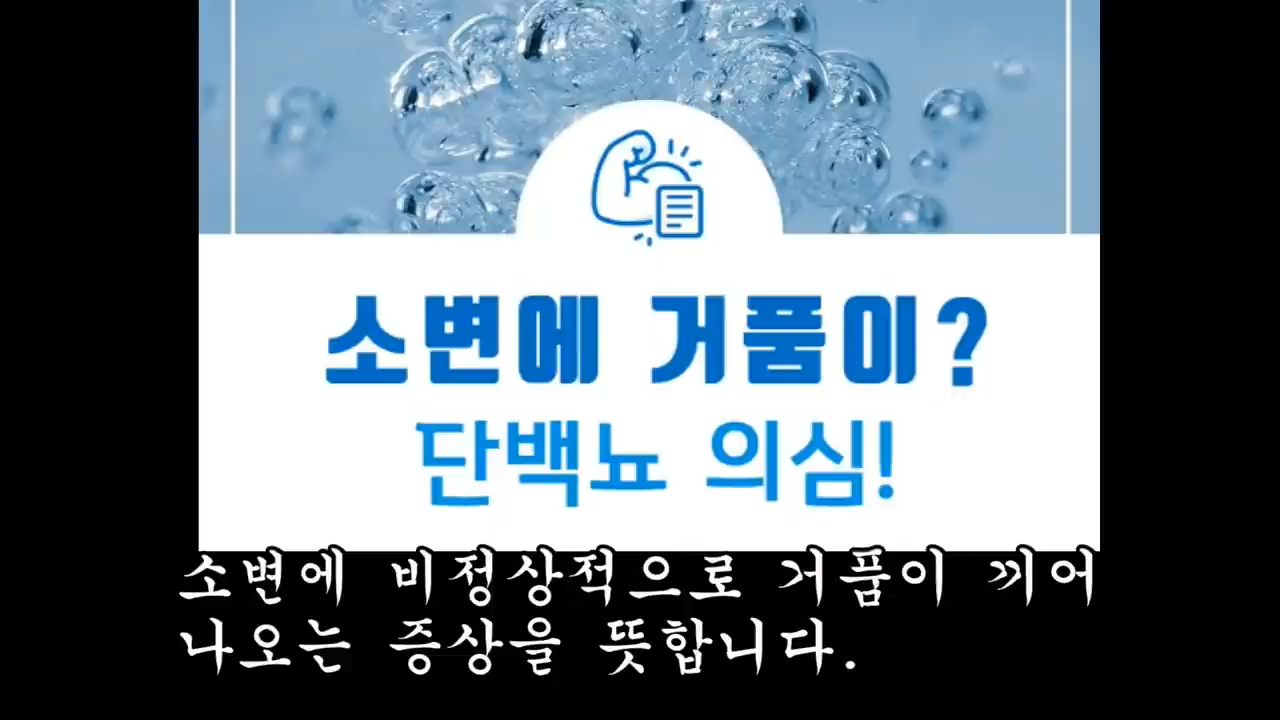 소변에 거품이?
단백뇨 의심!
소변에 비정상적으로 거품이 끼어
나오는 증상을 뜻합니다.